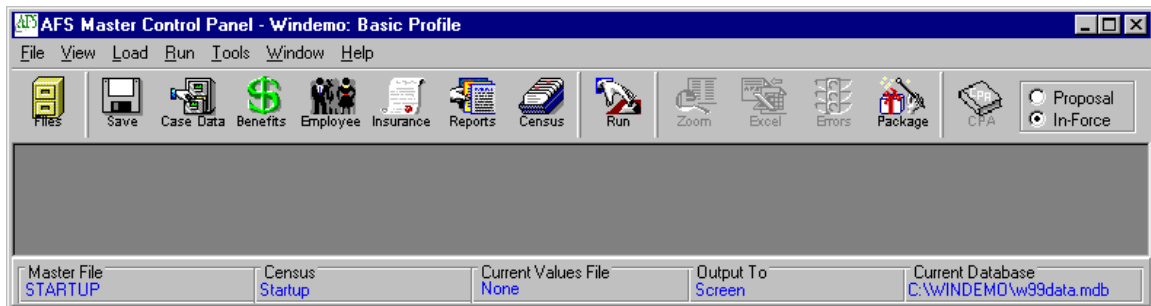 AFS AFS Master Control Panel - Windemo: Basic Profile
File View Load Run Tools Window Help
Files Save Case Data Benefits Employee Insurance Reports Census Run Zoom Excel Errors Package CPA
Proposal
In-Force
Master File Census Current Values File Output To Current Database
STARTUP Startup None Screen C:\WINDEMO\w99data.mdb